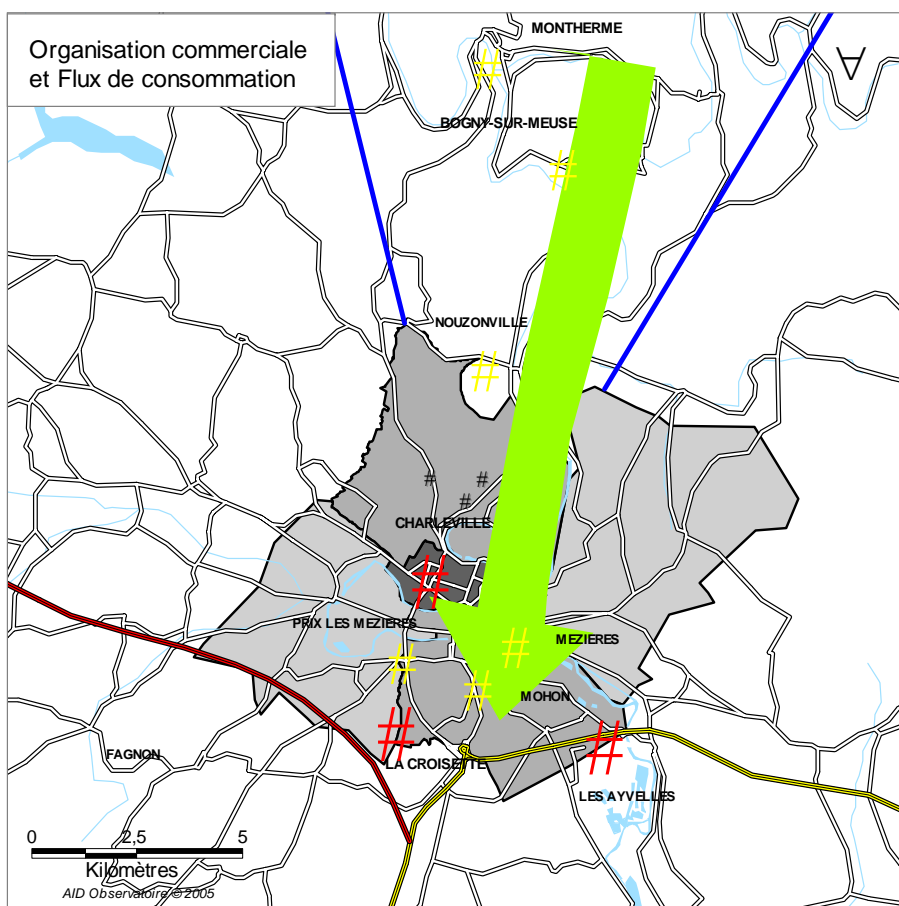 Organisation commerciale
et Flux de consommation
MONTHERME
BOGNY-SUR-MEUSE
NOUZONVILLE
CHARLEVILLE
PRIX LES MEZIERES
MEZIERES
MOHON
FAGNON
LA CROISETTE
LES AYVELLES
0 2,5 5
Kilomètres
AID Observatoire © 2005